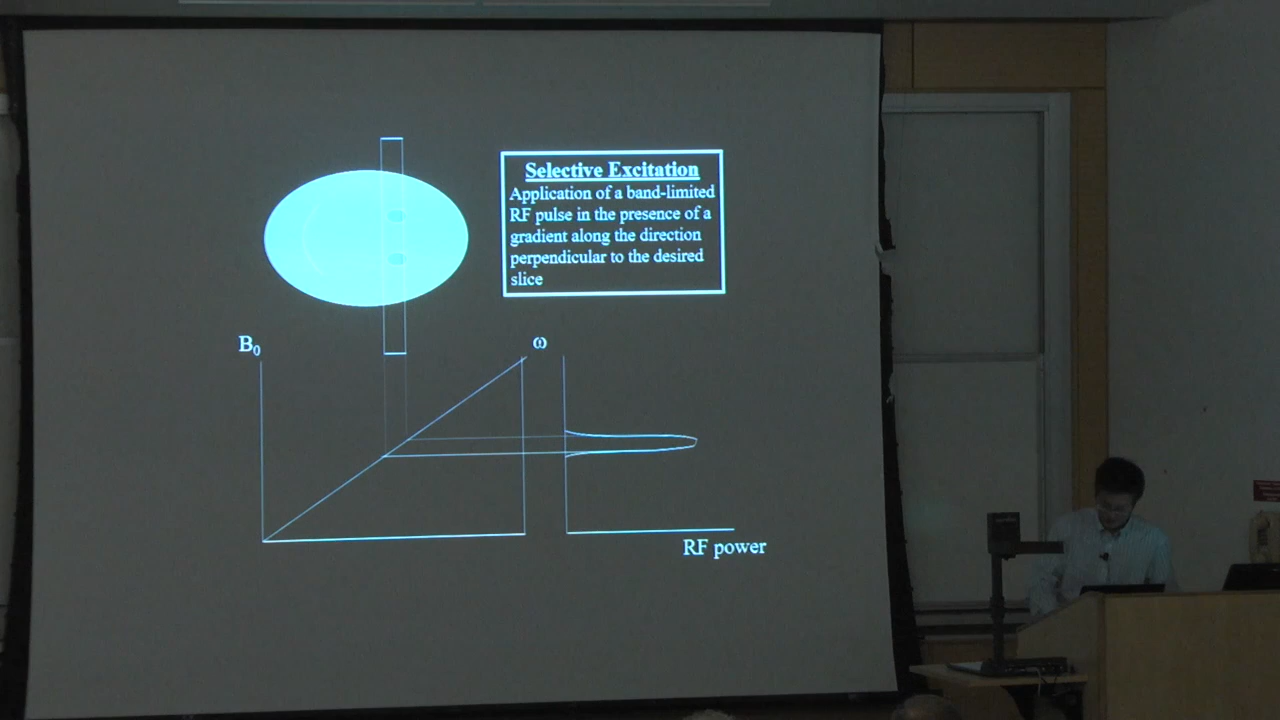 Selective Excitation
Application of a band-limited
RF pulse in the presence of a
gradient along the direction
perpendicular to the desired
slice
B₀
ω
RF power